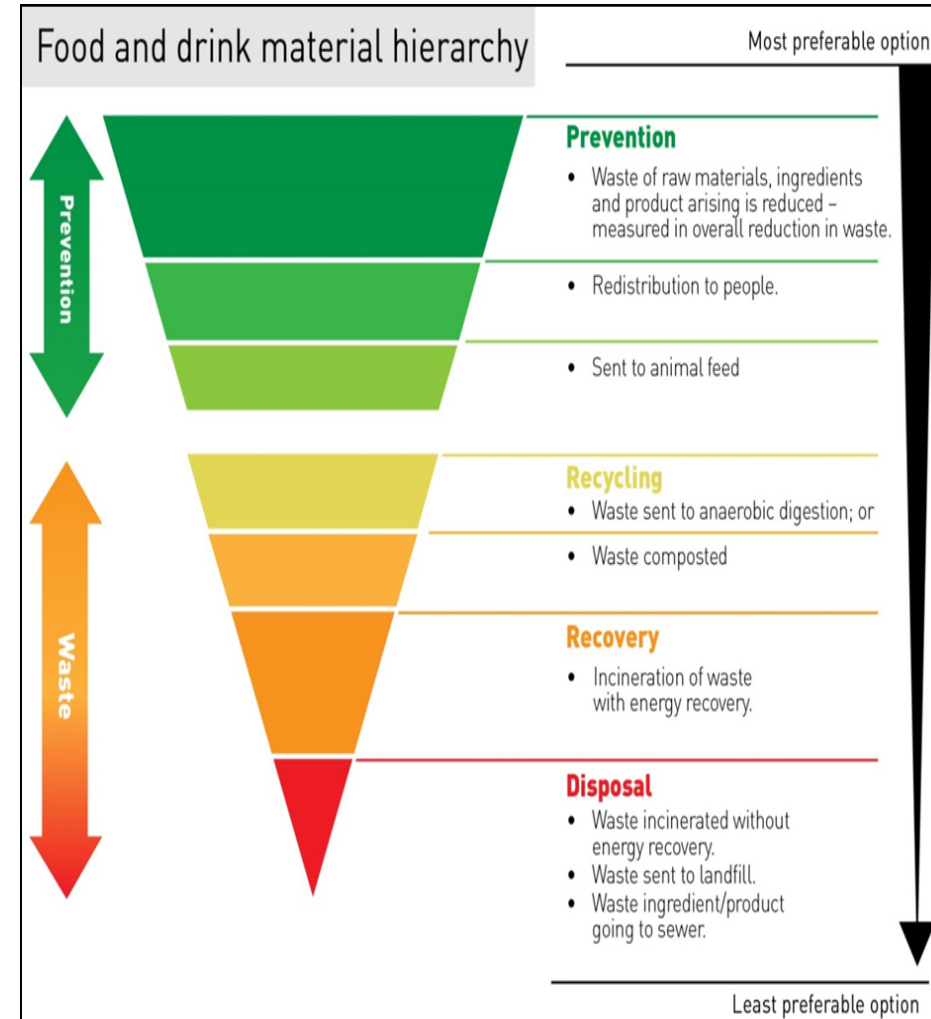 Food and drink material hierarchy
Most preferable option
Prevention
Prevention
• Waste of raw materials, ingredients
and product arising is reduced –
measured in overall reduction in waste.
• Redistribution to people.
• Sent to animal feed
Waste
Recycling
• Waste sent to anaerobic digestion; or
• Waste composted
Recovery
• Incineration of waste
with energy recovery.
Disposal
• Waste incinerated without
energy recovery.
• Waste sent to landfill.
• Waste ingredient/product
going to sewer.
Least preferable option